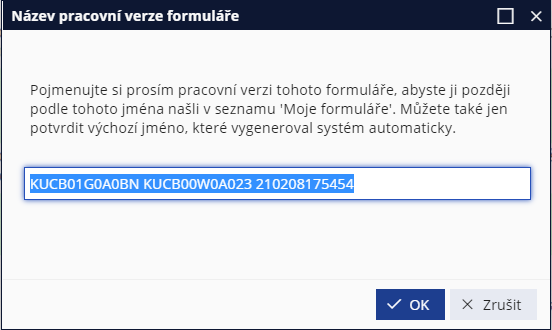 Název pracovní verze formuláře
Pojmenujte si prosím pracovní verzi tohoto formuláře, abyste ji později
podle tohoto jména našli v seznamu 'Moje formuláře'. Můžete také jen
potvrdit výchozí jméno, které vygeneroval systém automaticky.
KUCB01G0A0BN KUCB00W0A023 210208175454
OK
Zrušit